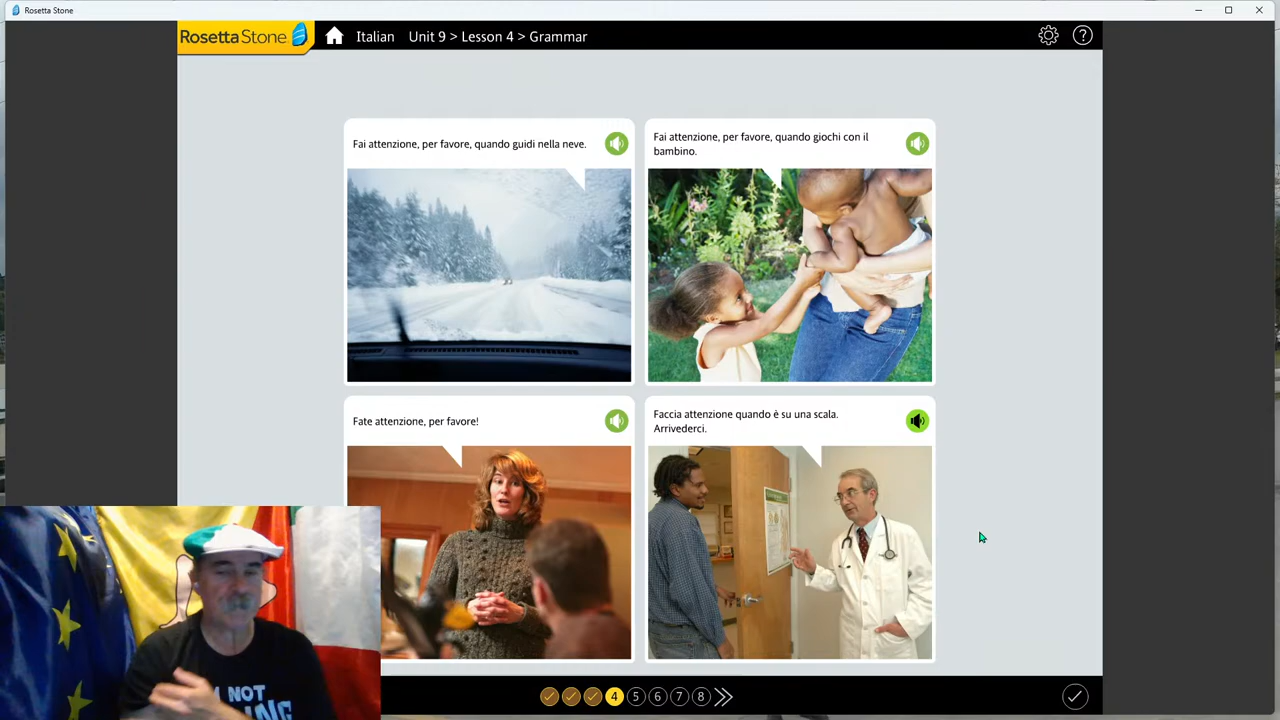 Rosetta Stone
RosettaStone
Italian Unit 9 > Lesson 4 > Grammar
?
Fai attenzione, per favore, quando guidi nella neve.
Fai attenzione, per favore, quando giochi con il
bambino.
Fate attenzione, per favore!
Faccia attenzione quando è su una scala.
Arrivederci.
NOT
4 5 6 7 8